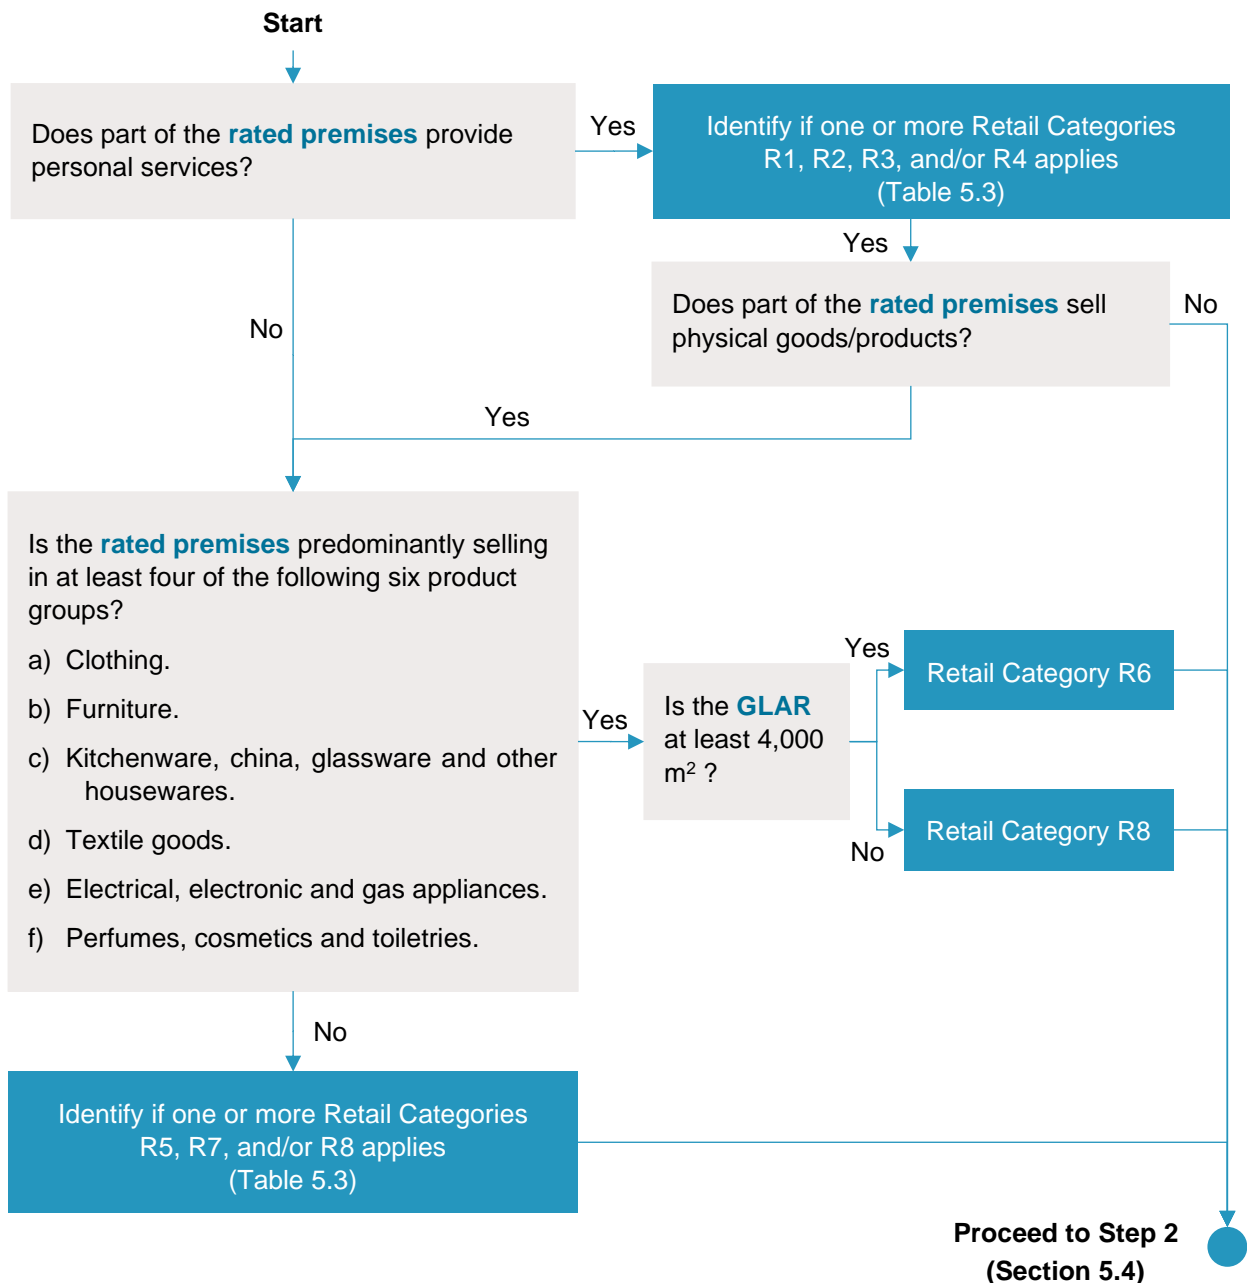 Start
Does part of the rated premises provide
personal services?
Yes
Identify if one or more Retail Categories
R1, R2, R3, and/or R4 applies
(Table 5.3)
Yes
Does part of the rated premises sell
physical goods/products?
No
No
Yes
Is the rated premises predominantly selling
in at least four of the following six product
groups?
a) Clothing.
b) Furniture.
c) Kitchenware, china, glassware and other
housewares.
d) Textile goods.
e) Electrical, electronic and gas appliances.
f) Perfumes, cosmetics and toiletries.
Yes
Is the GLAR
at least 4,000
m² ?
Yes
Retail Category R6
No
Retail Category R8
No
Identify if one or more Retail Categories
R5, R7, and/or R8 applies
(Table 5.3)
Proceed to Step 2
(Section 5.4)